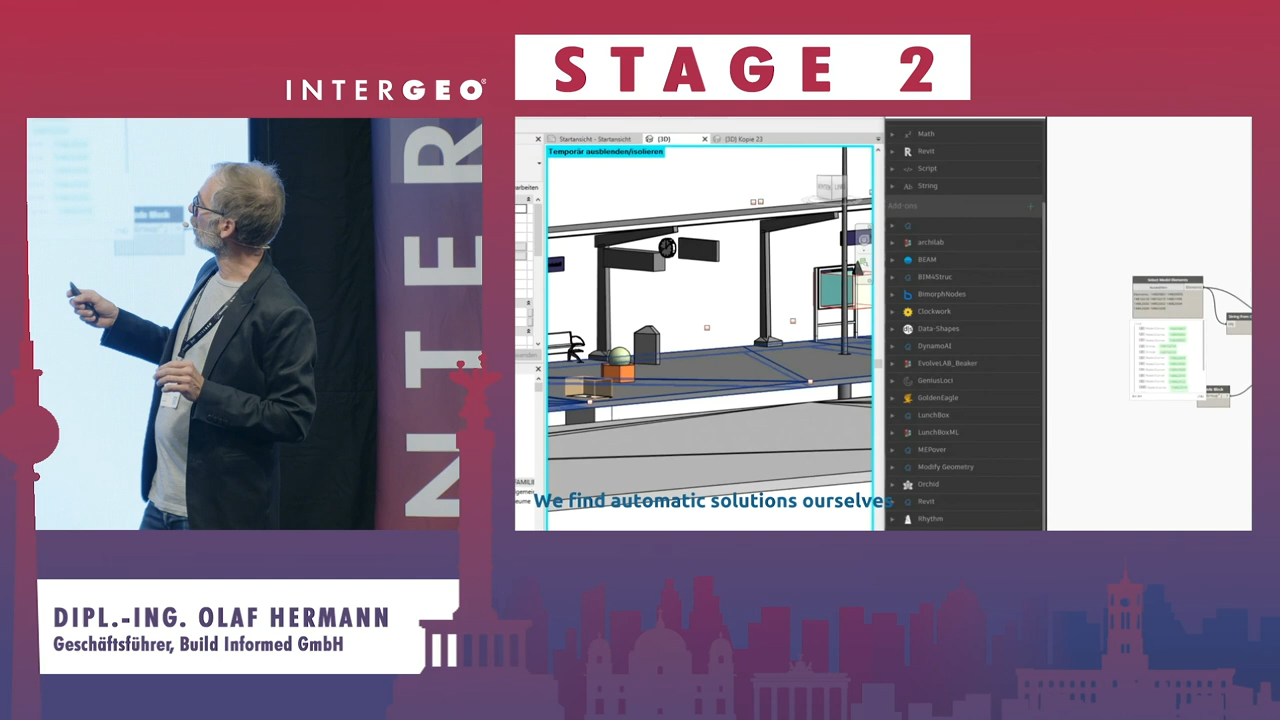 STAGE 2
INTERGEO®
INTER
Startansicht - Startansicht
{3D}
{3D} Kopie 23
Temporär ausblenden/isolieren
Math
Revit
Script
String
Add-ons
archilab
BEAM
BIM4Struc
BimorphNodes
Clockwork
Data-Shapes
DynamoAI
EvolveLAB_Beaker
GeniusLoci
GoldenEagle
LunchBox
LunchBoxML
MEPover
Modify Geometry
Orchid
Revit
Rhythm
We find automatic solutions ourselves
DIPL.-ING. OLAF HERMANN
Geschäftsführer, Build Informed GmbH